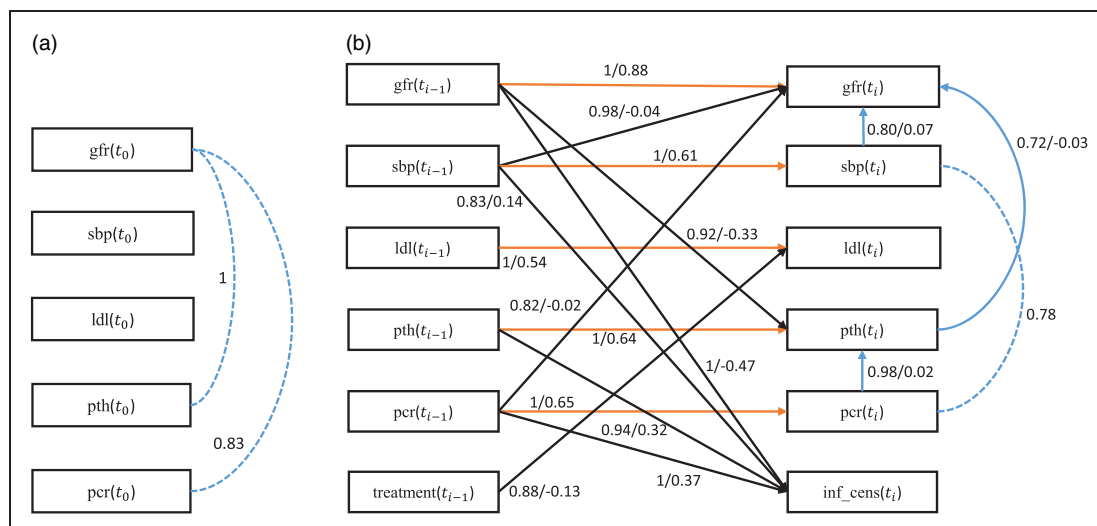 (a)
gfr(t₀)
sbp(t₀)
ldl(t₀)
pth(t₀)
pcr(t₀)
1
0.83
(b)
gfr(tᵢ₋₁)
sbp(tᵢ₋₁)
ldl(tᵢ₋₁)
pth(tᵢ₋₁)
pcr(tᵢ₋₁)
treatment(tᵢ₋₁)
1/0.88
0.98/-0.04
1/0.61
0.83/0.14
0.92/-0.33
1/0.54
0.82/-0.02
1/0.64
1/-0.47
1/0.65
0.94/0.32
1/0.37
0.88/-0.13
gfr(tᵢ)
0.80/0.07
sbp(tᵢ)
ldl(tᵢ)
pth(tᵢ)
0.98/0.02
pcr(tᵢ)
inf_cens(tᵢ)
0.72/-0.03
0.78